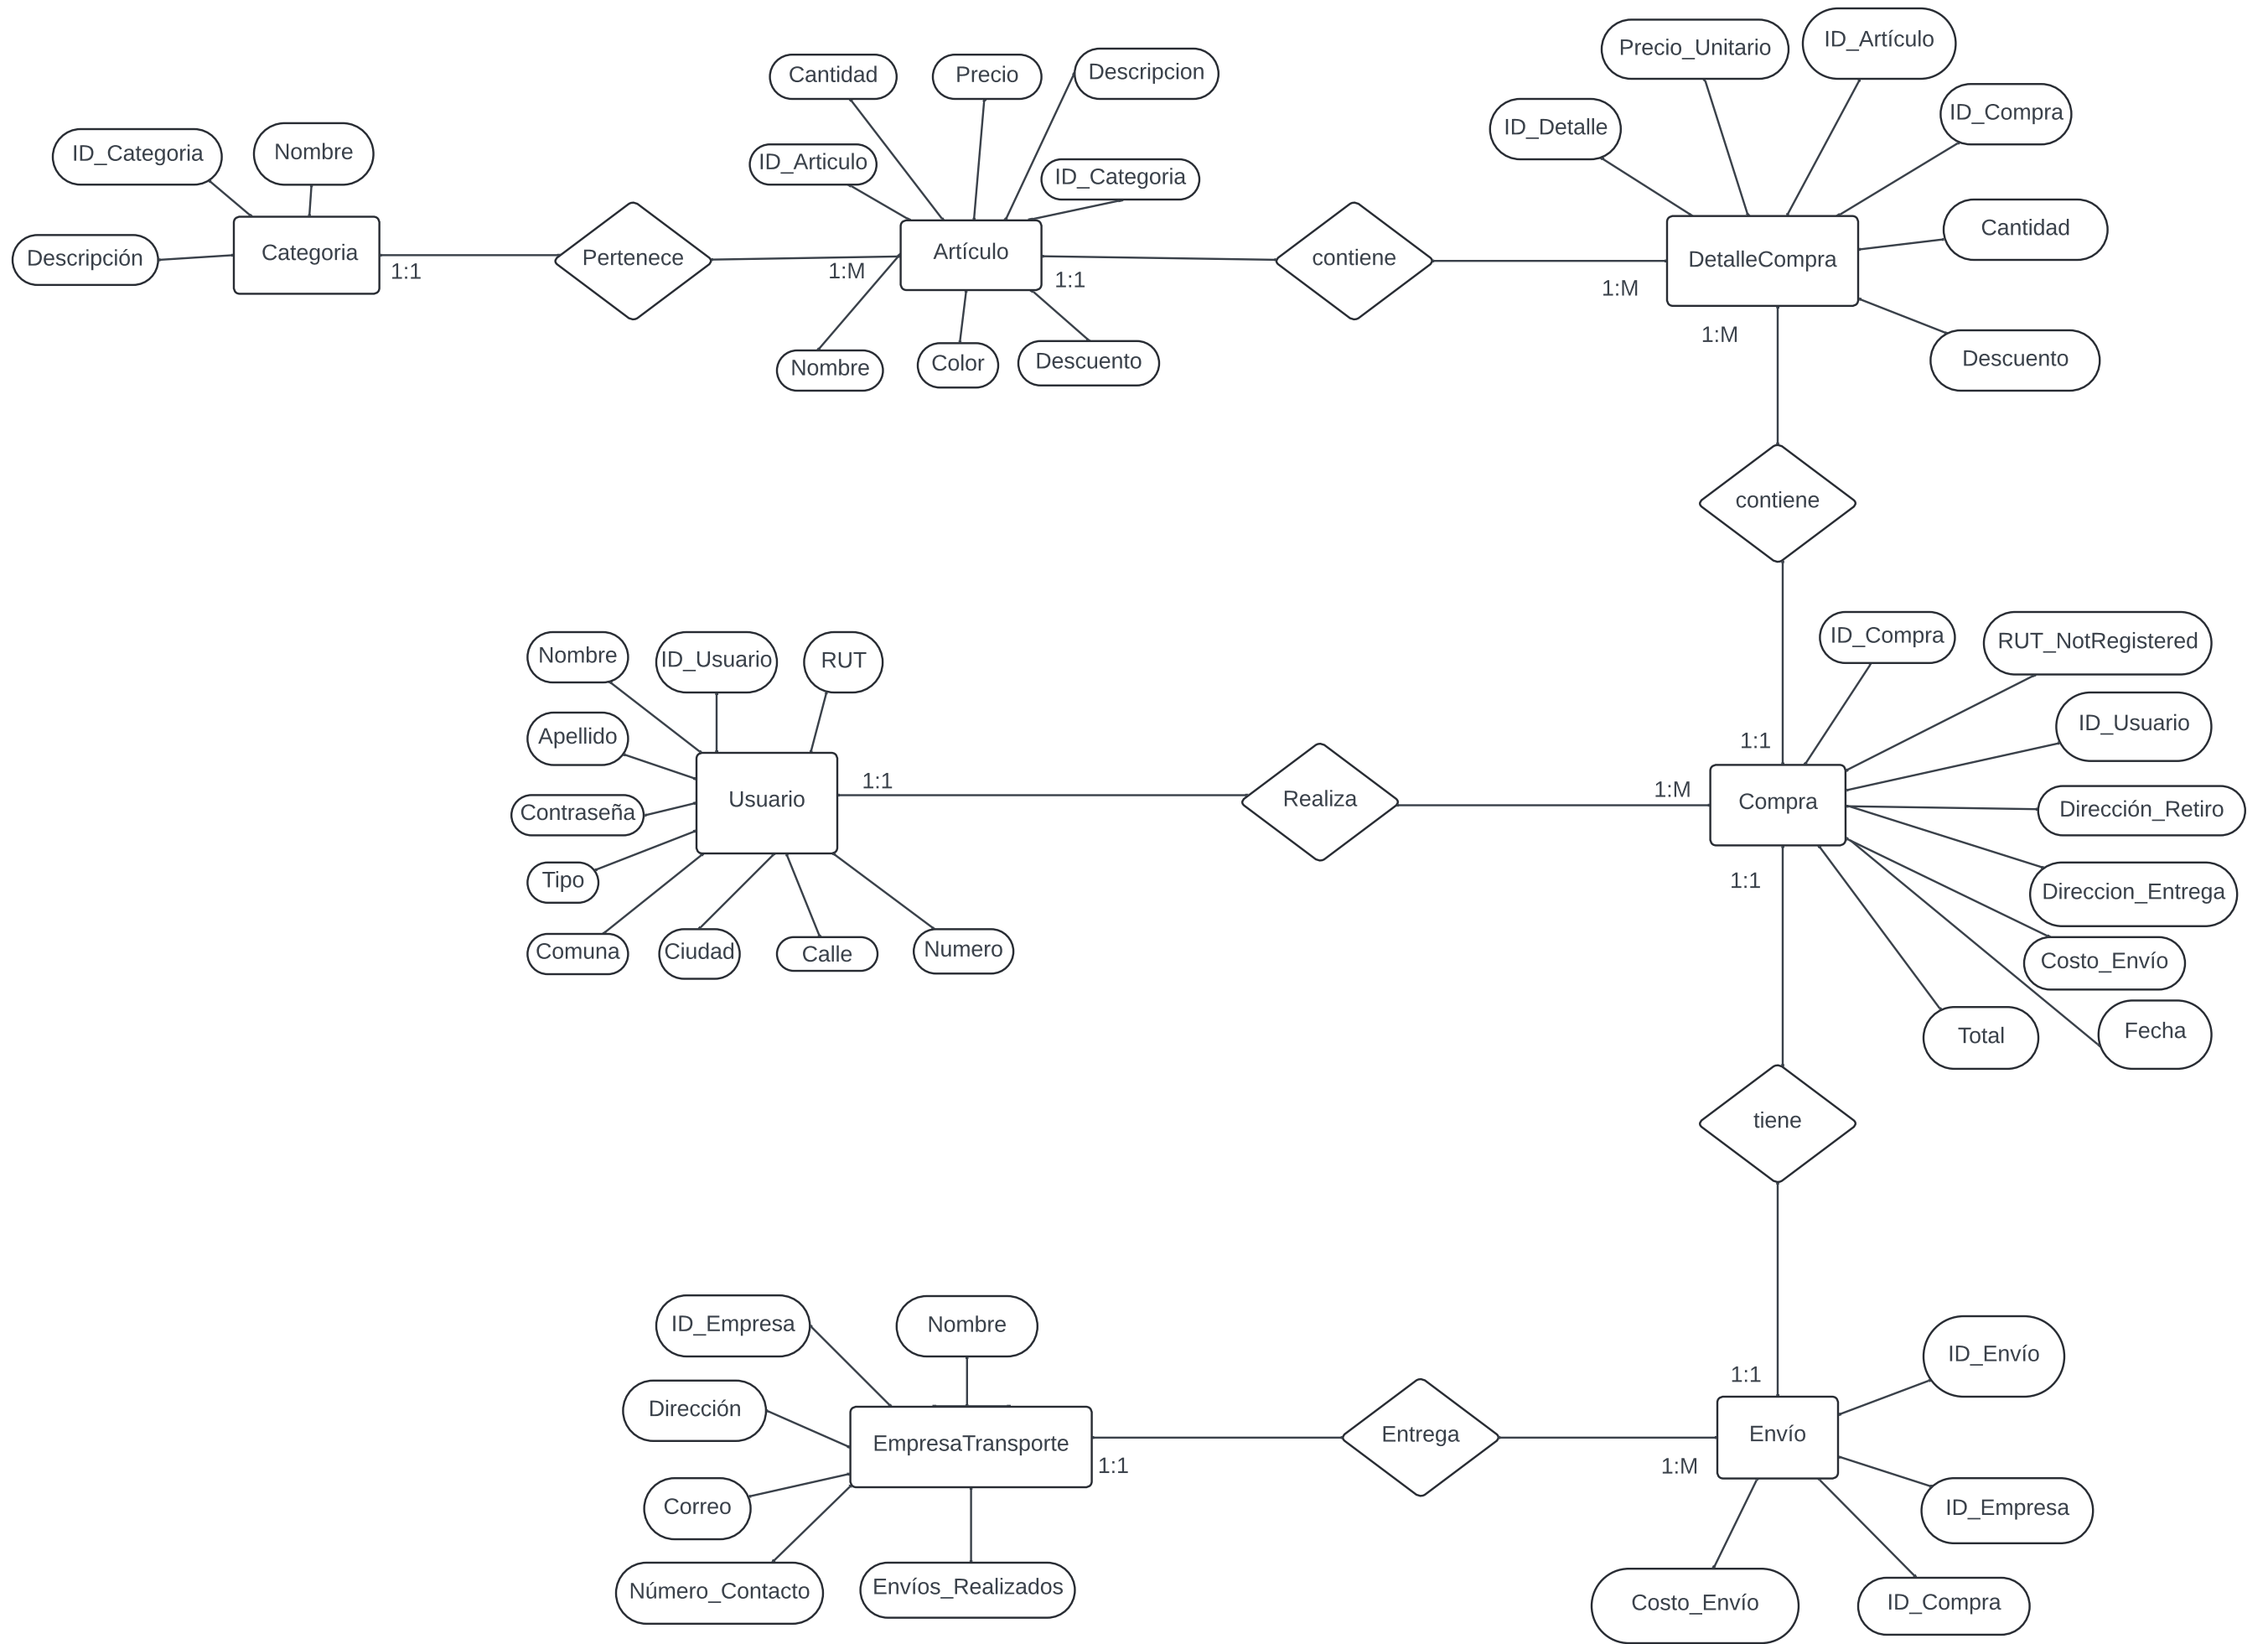 Precio_Unitario
ID_Artículo
Cantidad
Precio
Descripcion
ID_Detalle
ID_Compra
ID_Categoria
Nombre
ID_Articulo
ID_Categoria
Cantidad
Descripción
Categoria
Pertenece
Artículo
contiene
DetalleCompra
1:1
1:M
1:1
1:M
1:M
Nombre
Color
Descuento
Descuento
contiene
Nombre
ID_Usuario
RUT
ID_Compra
RUT_NotRegistered
Apellido
1:1
ID_Usuario
Contraseña
Usuario
1:1
Realiza
1:M
Compra
Dirección_Retiro
Tipo
1:1
Direccion_Entrega
Comuna
Ciudad
Calle
Numero
Costo_Envío
Total
Fecha
tiene
ID_Empresa
Nombre
1:1
ID_Envío
Dirección
EmpresaTransporte
Entrega
Envío
1:1
1:M
Correo
ID_Empresa
Número_Contacto
Envíos_Realizados
Costo_Envío
ID_Compra